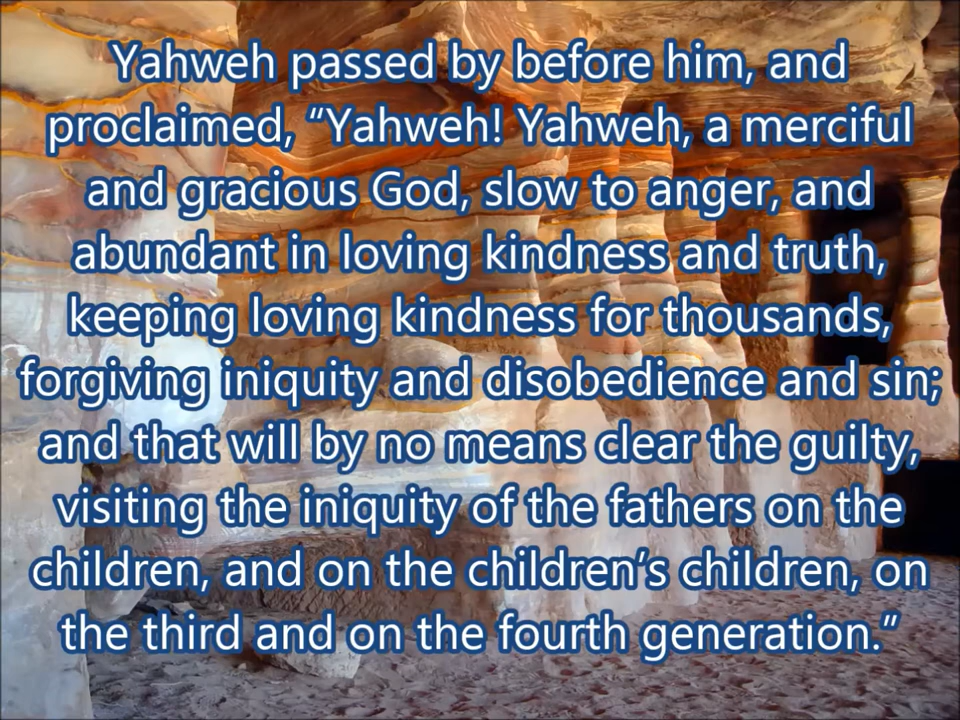 Yahweh passed by before him, and
proclaimed, “Yahweh! Yahweh, a merciful
and gracious God, slow to anger, and
abundant in loving kindness and truth,
keeping loving kindness for thousands,
forgiving iniquity and disobedience and sin;
and that will by no means clear the guilty,
visiting the iniquity of the fathers on the
children, and on the children’s children, on
the third and on the fourth generation.”